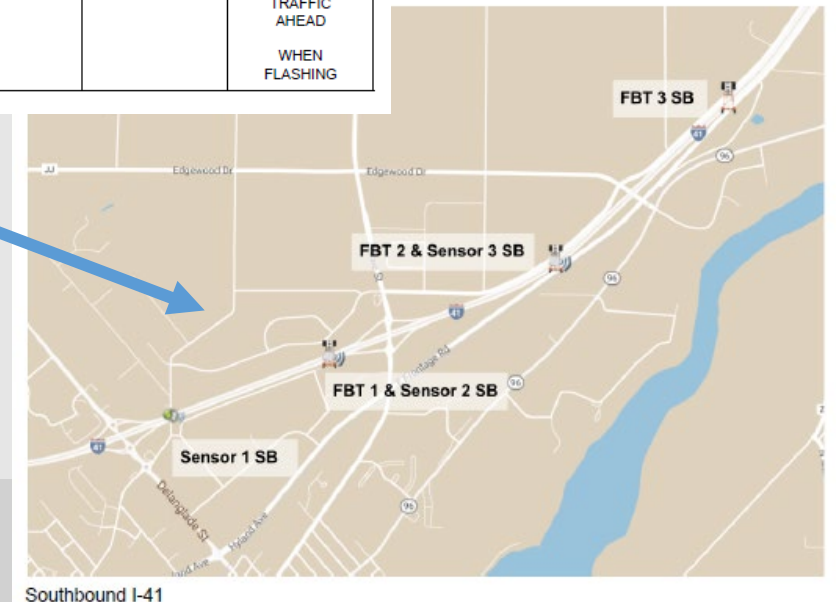 TRAFFIC
AHEAD
WHEN
FLASHING
FBT 3 SB
41
96
JJ
Edgewood Dr
Edgewood Dr
FBT 2 & Sensor 3 SB
96
41
Frontage Rd
FBT 1 & Sensor 2 SB
96
41
Sensor 1 SB
Delanglade St
96
Hyland Ave
Southbound I-41